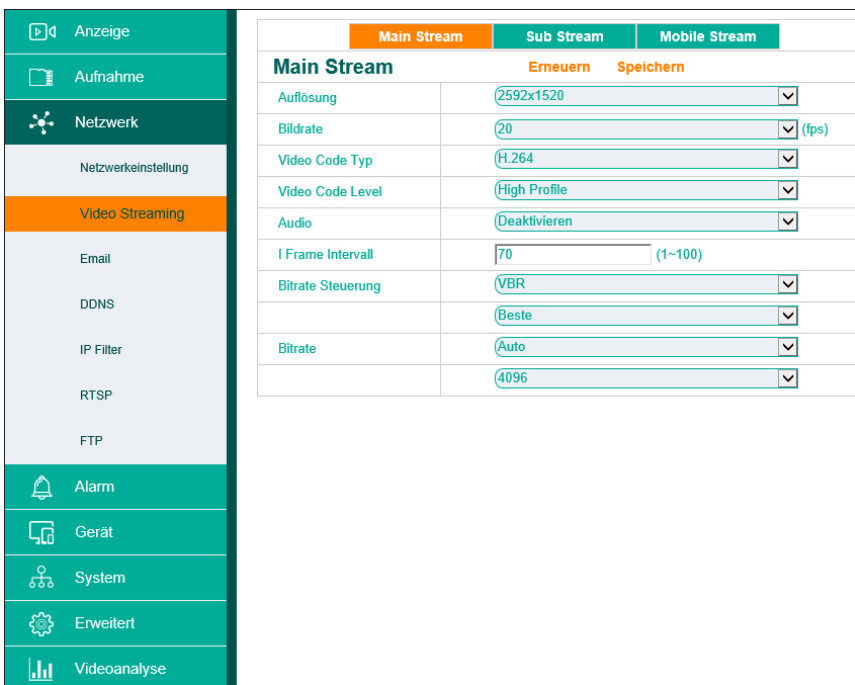 Anzeige
Aufnahme
Netzwerk
Netzwerkeinstellung
Video Streaming
Email
DDNS
IP Filter
RTSP
FTP
Alarm
Gerät
System
Erweitert
Videoanalyse
Main Stream Sub Stream Mobile Stream
Main Stream Erneuern Speichern
Auflösung 2592x1520
Bildrate 20 (fps)
Video Code Typ H.264
Video Code Level High Profile
Audio Deaktivieren
I Frame Intervall 70 (1~100)
Bitrate Steuerung VBR
Beste
Bitrate Auto
4096